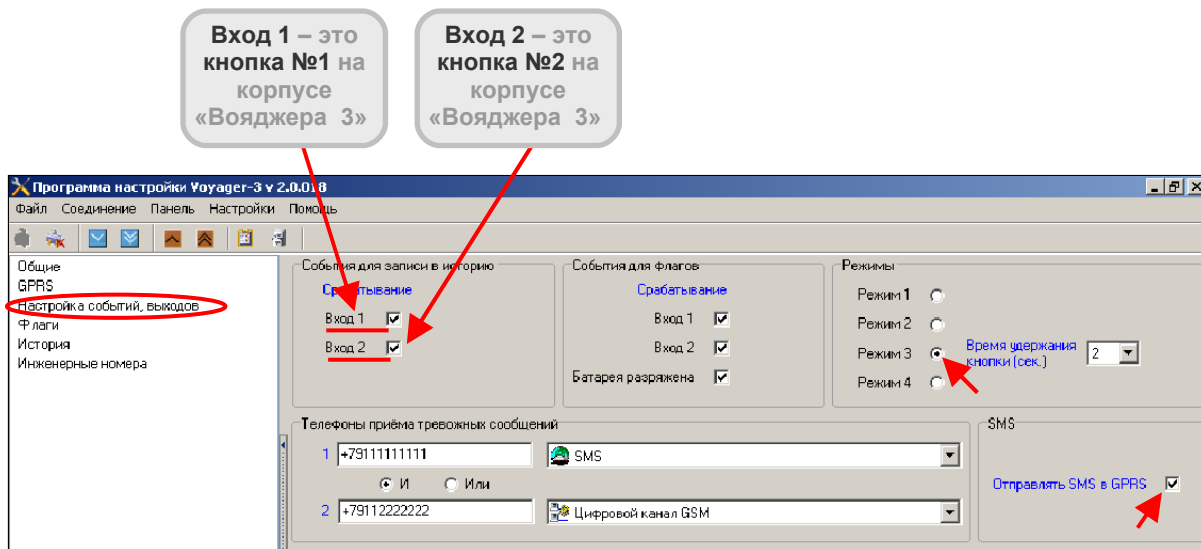 Вход 1 – это
кнопка №1 на
корпусе
«Вояджера 3»
Вход 2 – это
кнопка №2 на
корпусе
«Вояджера 3»
Программа настройки Voyager-3 v 2.0.018
Файл Соединение Панель Настройки Помощь
Общие
GPRS
Настройка событий, выходов
Флаги
История
Инженерные номера
События для записи в историю
Срабатывание
Вход 1
Вход 2
События для флагов
Срабатывание
Вход 1
Вход 2
Батарея разряжена
Режимы
Режим 1
Режим 2
Режим 3
Время удержания
кнопки (сек.)
2
Режим 4
Телефоны приёма тревожных сообщений
1 +79111111111 SMS
И Или
2 +79112222222 Цифровой канал GSM
SMS
Отправлять SMS в GPRS